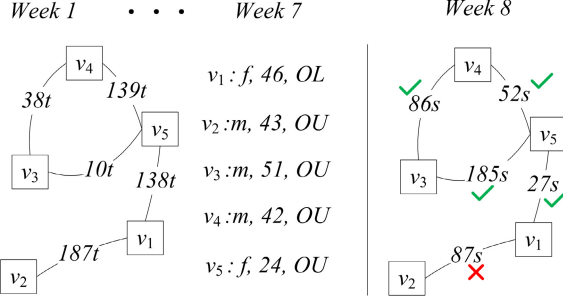 Week 1 • • • Week 7 Week 8
v4
38t
139t
v5
v3
10t
138t
v1
187t
v2
v1 : f, 46, OL
v2 : m, 43, OU
v3 : m, 51, OU
v4 : m, 42, OU
v5 : f, 24, OU
v4
86s
52s
v5
v3
185s
27s
v1
87s
v2